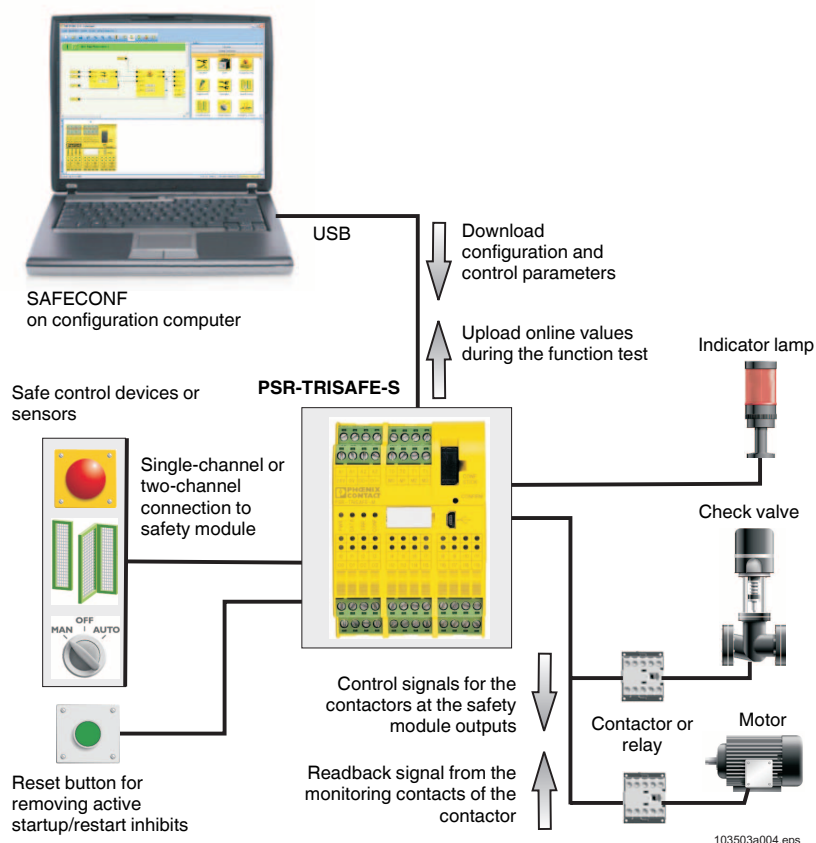 USB
Download
configuration and
control parameters
SAFECONF
on configuration computer
Upload online values
during the function test
Indicator lamp
PSR-TRISAFE-S
Safe control devices or
sensors
Single-channel or
two-channel
connection to
safety module
PHŒNIX
CONTACT
Check valve
OFF
MAN AUTO
Control signals for the
contactors at the safety
module outputs
Contactor or
relay
Motor
Reset button for
removing active
startup/restart inhibits
Readback signal from the
monitoring contacts of the
contactor
103503a004.eps